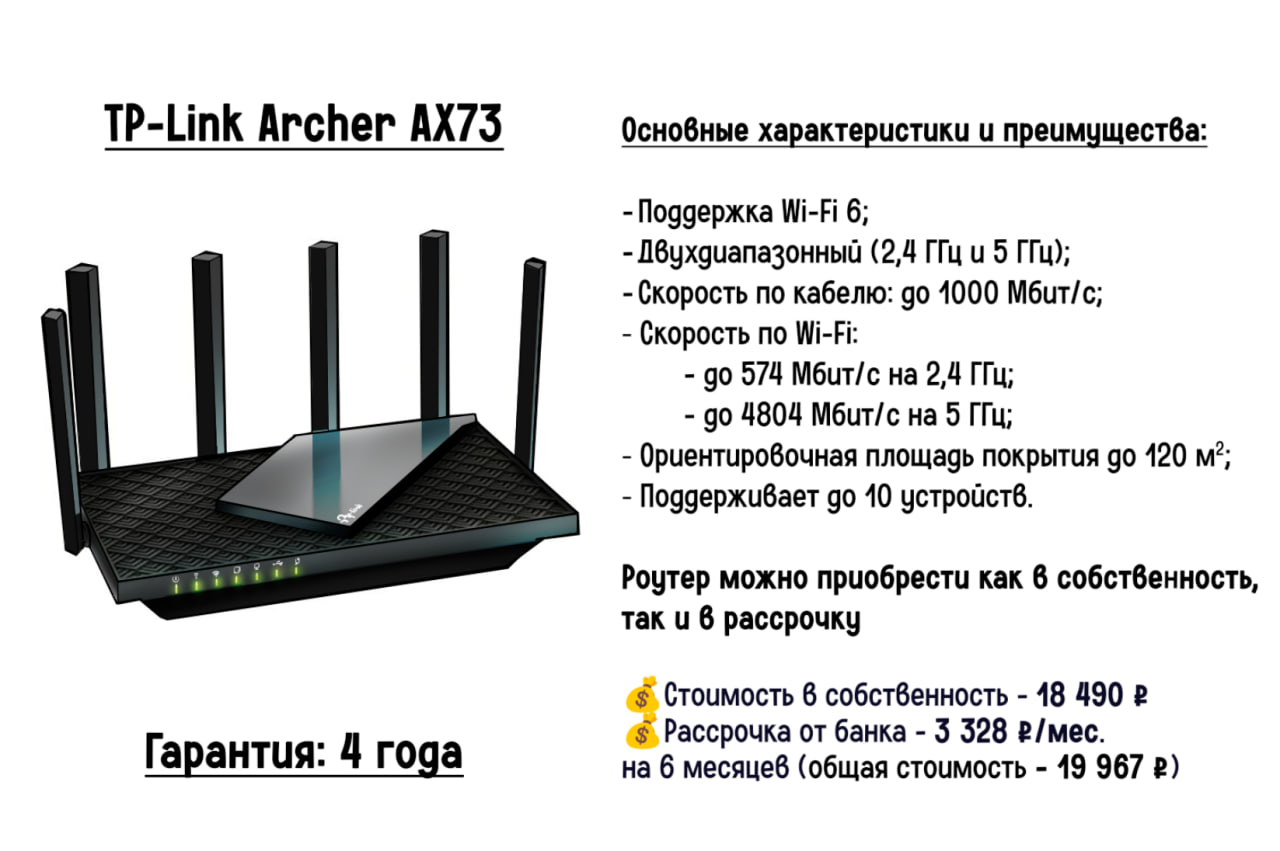 TP-Link Archer AX73
Основные характеристики и преимущества:
- Поддержка Wi-Fi 6;
- Двухдиапазонный (2,4 ГГц и 5 ГГц);
- Скорость по кабелю: до 1000 Мбит/с;
- Скорость по Wi-Fi:
- до 574 Мбит/с на 2,4 ГГц;
- до 4804 Мбит/с на 5 ГГц;
- Ориентировочная площадь покрытия до 120 м²;
- Поддерживает до 10 устройств.
Роутер можно приобрести как в собственность,
так и в рассрочку
💰Стоимость в собственность - 18 490 ₽
💰Рассрочка от банка - 3 328 ₽/мес.
на 6 месяцев (общая стоимость - 19 967 ₽)
Гарантия: 4 года
tp-link